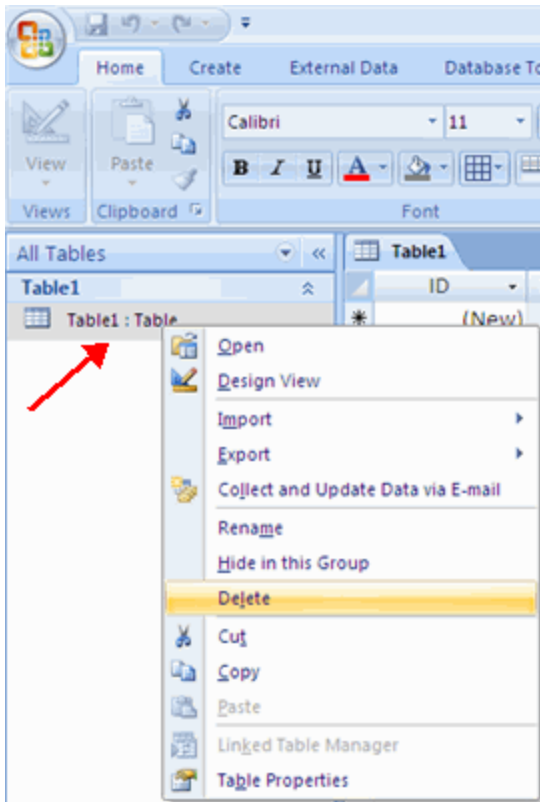 Home Create External Data Database To
Calibri 11
View Paste B I U A
Views Clipboard Font
All Tables Table1
Table1 ID
Table1 : Table (New)
Open
Design View
Import
Export
Collect and Update Data via E-mail
Rename
Hide in this Group
Delete
Cut
Copy
Paste
Linked Table Manager
Table Properties